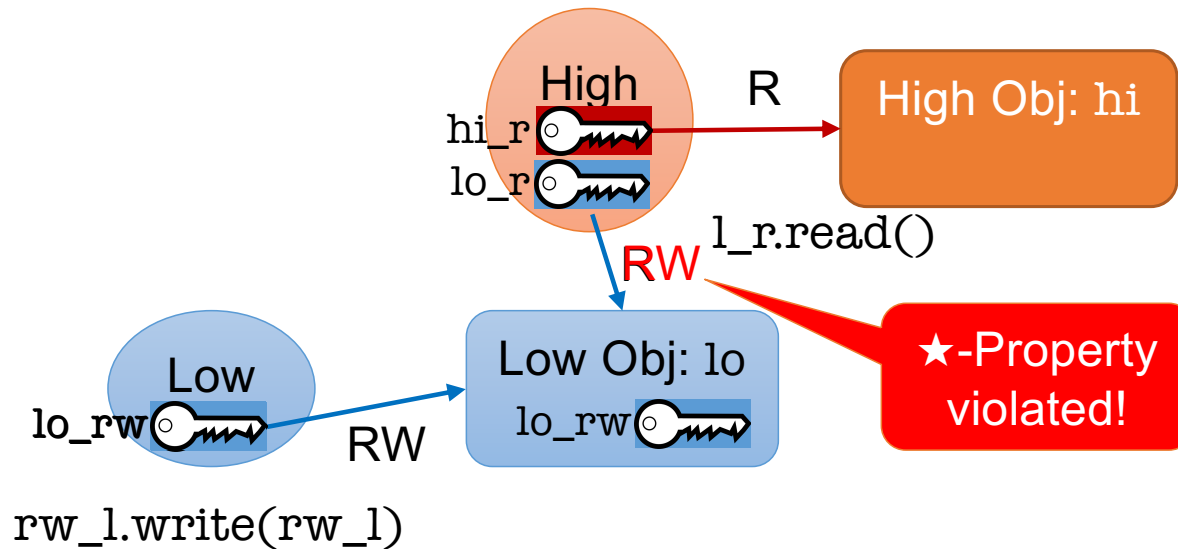 High
hi_r
lo_r
R
High Obj: hi
l_r.read()
RW
★-Property
violated!
Low
lo_rw
RW
Low Obj: lo
lo_rw
rw_l.write(rw_l)